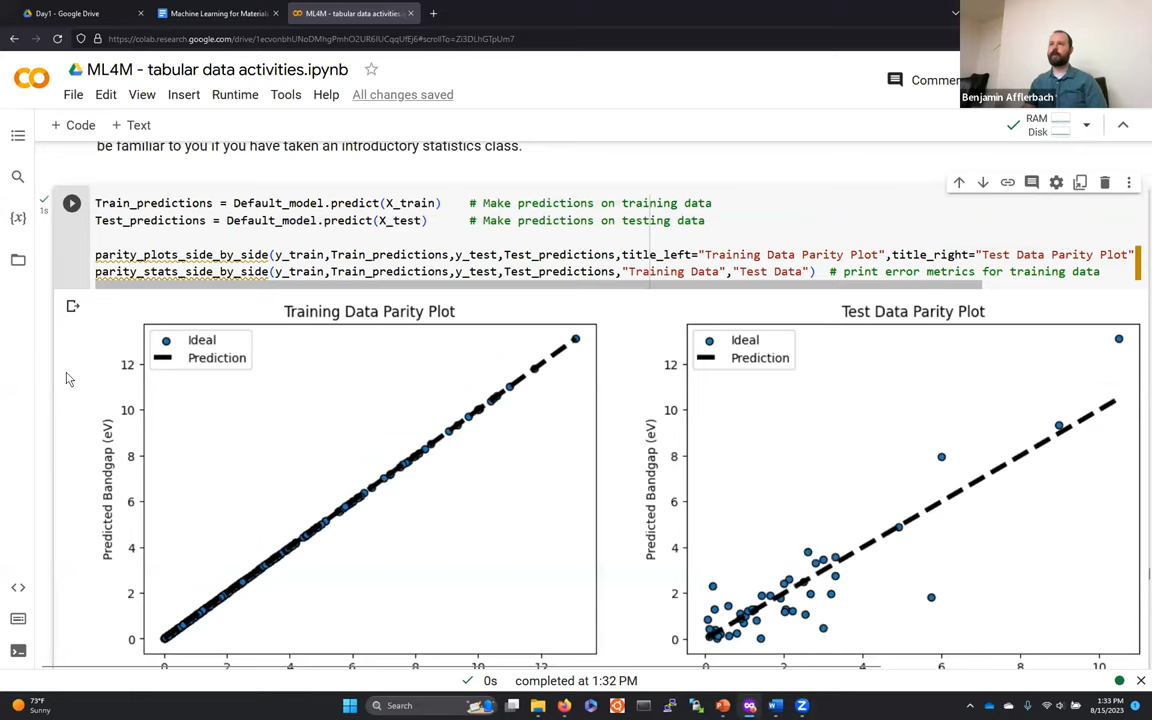 Day1 - Google Drive
Machine Learning for Materials
ML4M - tabular data activities.
https://colab.research.google.com/drive/1ecvonbhUNoDMhgPmhO2UR6IUCqqUfEj6#scrollTo=Zi3DLhGTpUm7
ML4M - tabular data activities.ipynb
File Edit View Insert Runtime Tools Help All changes saved
Comme
Benjamin Afflerbach
+ Code + Text
RAM
Disk
be familiar to you if you have taken an introductory statistics class.
1s
Train_predictions = Default_model.predict(X_train) # Make predictions on training data
Test_predictions = Default_model.predict(X_test) # Make predictions on testing data
parity_plots_side_by_side(y_train,Train_predictions,y_test,Test_predictions,title_left="Training Data Parity Plot",title_right="Test Data Parity Plot"
parity_stats_side_by_side(y_train,Train_predictions,y_test,Test_predictions,"Training Data","Test Data") # print error metrics for training data
Training Data Parity Plot
Ideal
Prediction
12
10
8
6
4
2
0
Predicted Bandgap (eV)
0 2 4 6 8 10 12
Test Data Parity Plot
Ideal
Prediction
12
10
8
6
4
2
0
Predicted Bandgap (eV)
0 2 4 6 8 10
0s completed at 1:32 PM
73°F
Sunny
Search
1:33 PM
8/15/2023